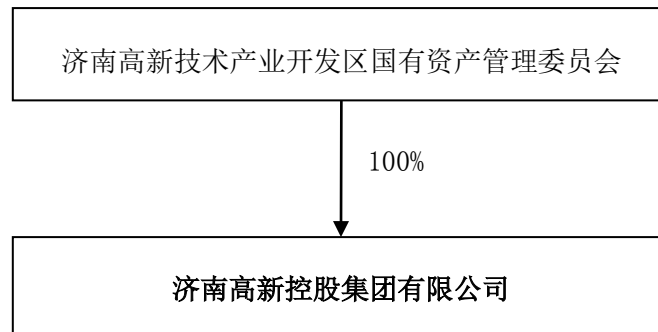 济南高新技术产业开发区国有资产管理委员会
100%
济南高新控股集团有限公司